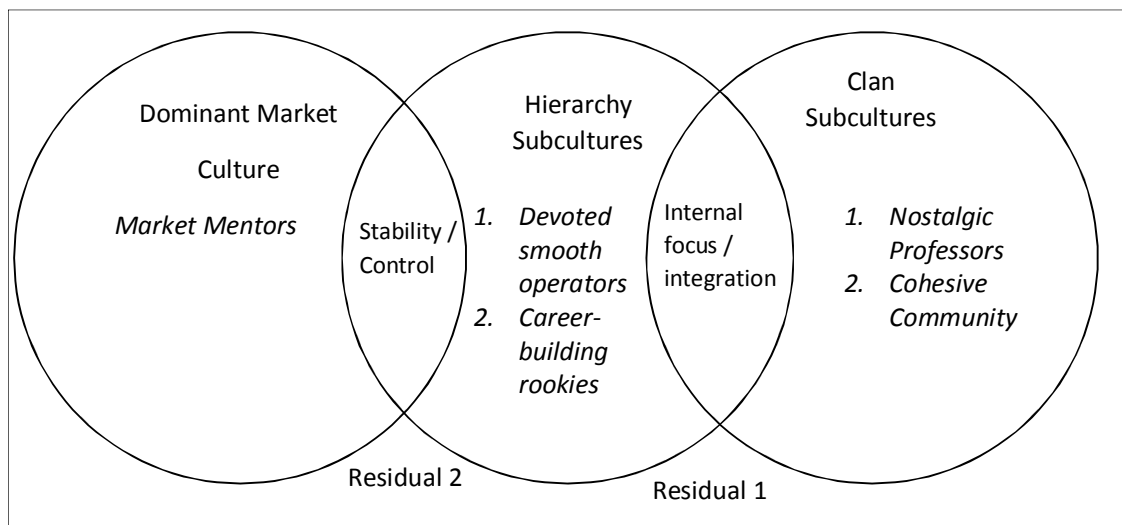 Dominant Market
Culture
Market Mentors
Stability /
Control
Hierarchy
Subcultures
1. Devoted
smooth
operators
2. Career-
building
rookies
Internal
focus /
integration
Clan
Subcultures
1. Nostalgic
Professors
2. Cohesive
Community
Residual 2
Residual 1